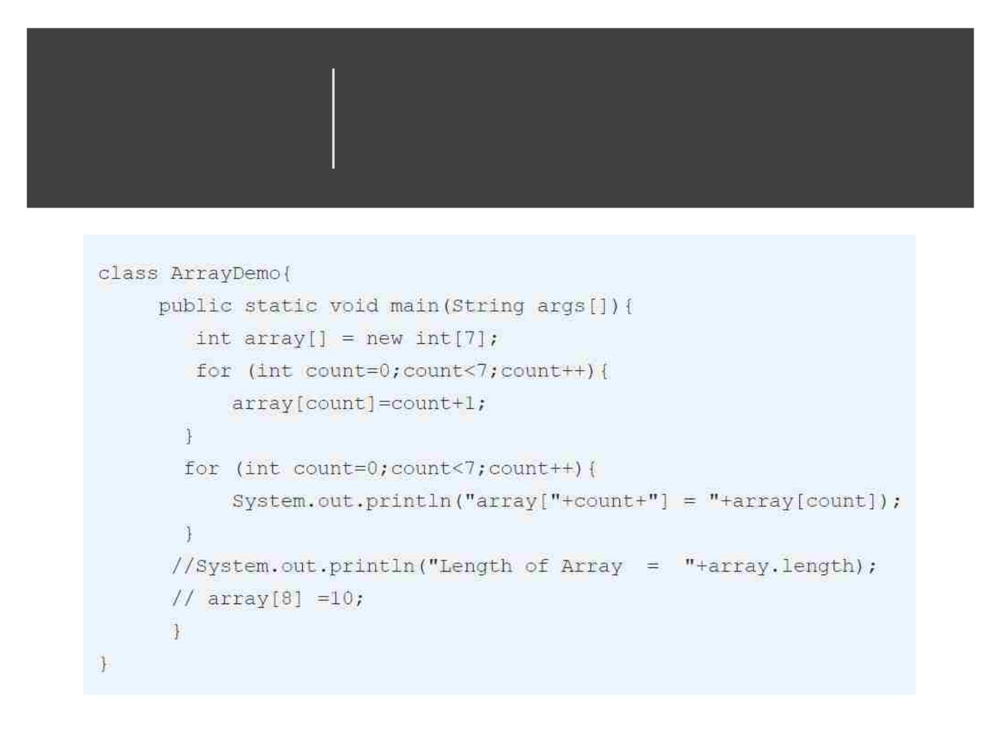 class ArrayDemo{
public static void main(String args[]){
int array[] = new int[7];
for (int count=0;count<7;count++){
array[count]=count+1;
}
for (int count=0;count<7;count++){
System.out.println("array["+count+"] = "+array[count]);
}
//System.out.println("Length of Array  =  "+array.length);
// array[8] =10;
}
}